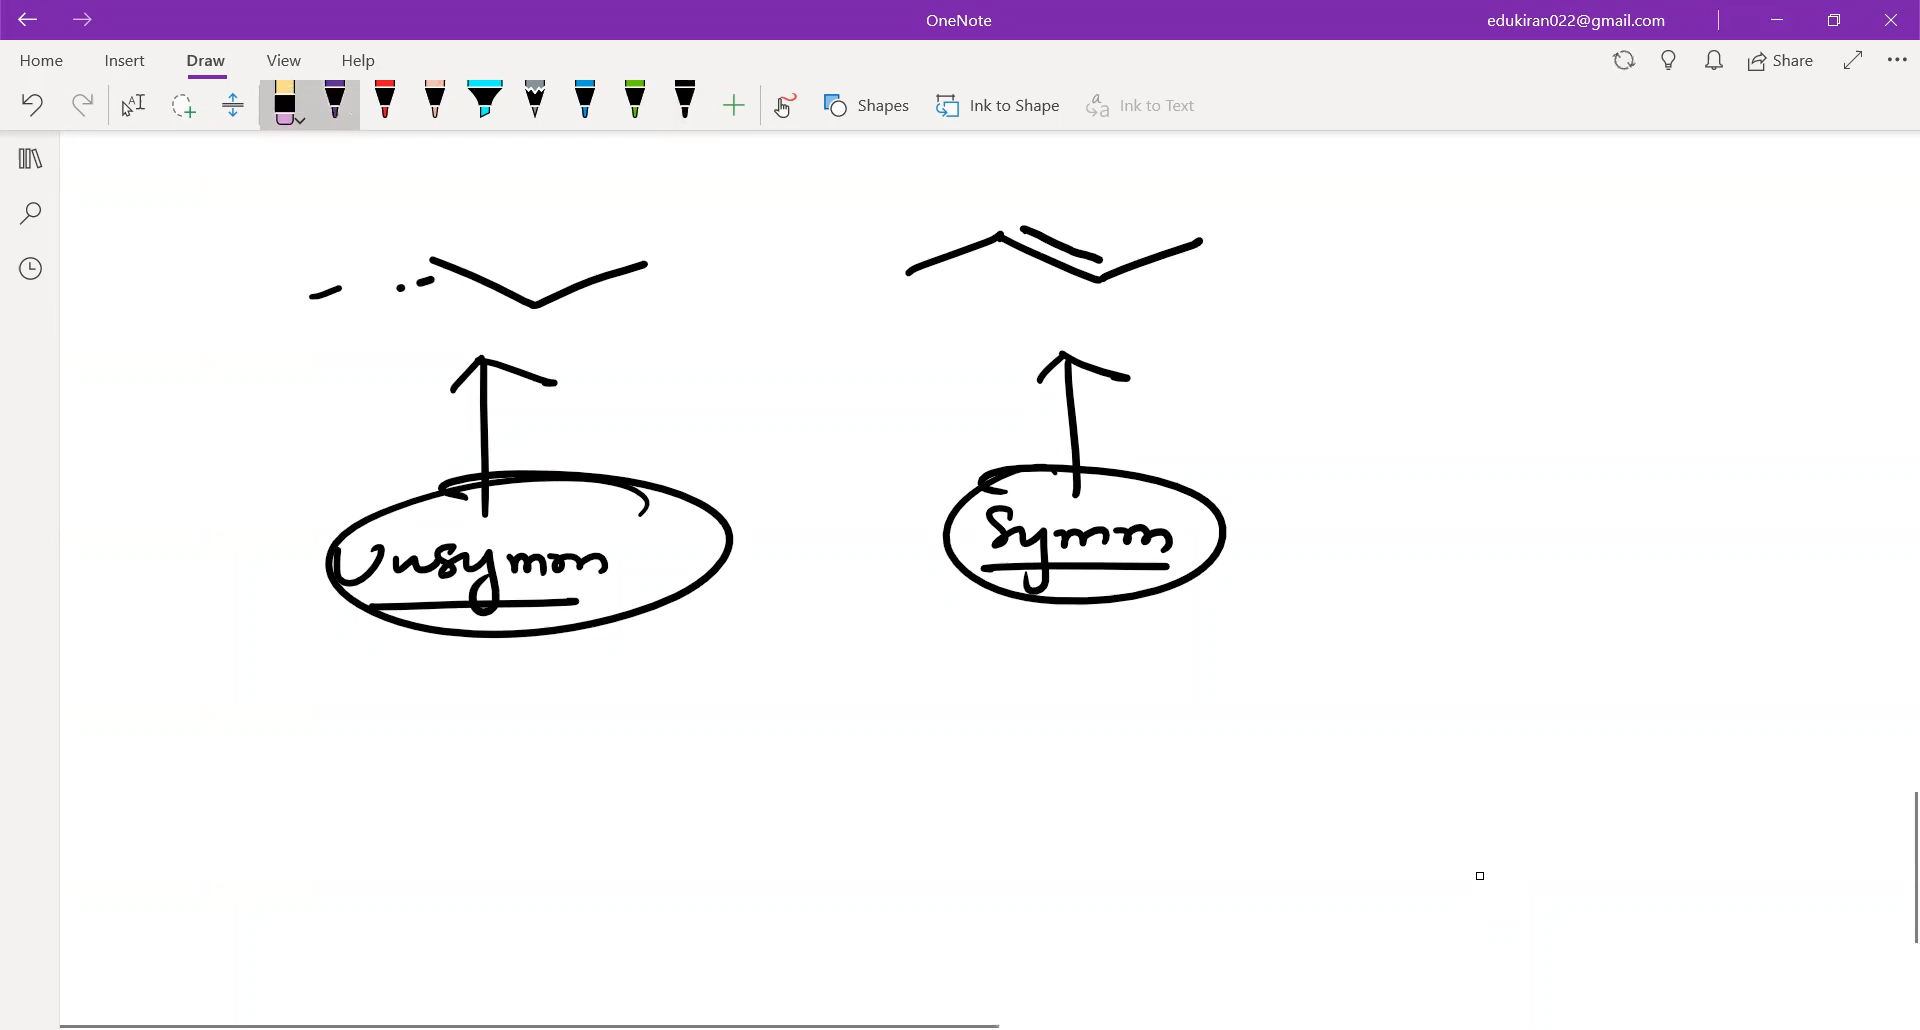 OneNote
edukiran022@gmail.com
Home Insert Draw View Help
Share
Shapes Ink to Shape Ink to Text
Unsymm
Symm